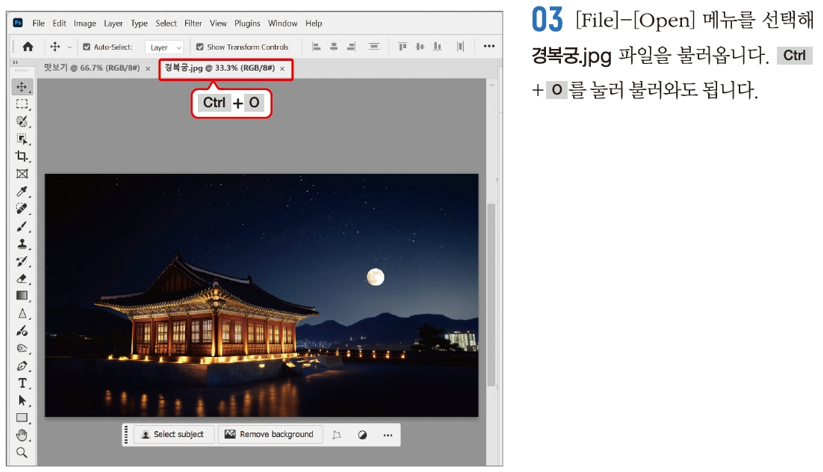 Ps File Edit Image Layer Type Select Filter View Plugins Window Help
Auto-Select: Layer Show Transform Controls
맛보기 @ 66.7% (RGB/8#) × 경복궁.jpg @ 33.3% (RGB/8#) ×
Ctrl + O
Select subject Remove background
03 [File]-[Open] 메뉴를 선택해
경복궁.jpg 파일을 불러옵니다. Ctrl
+ O 를 눌러 불러와도 됩니다.